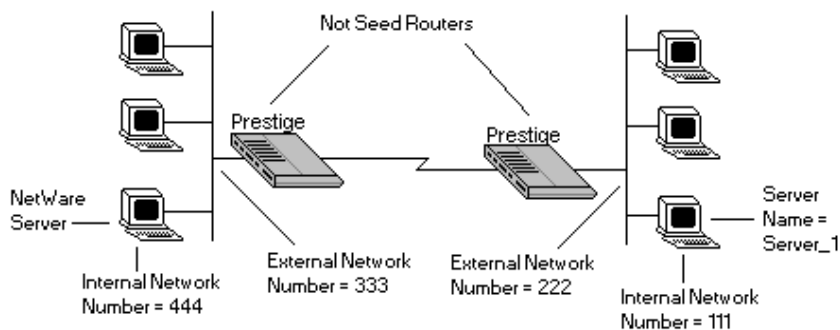 Not Seed Routers
Prestige
Prestige
NetWare
Server
Server
Name =
Server_1
External Network
Number = 333
External Network
Number = 222
Internal Network
Number = 444
Internal Network
Number = 111